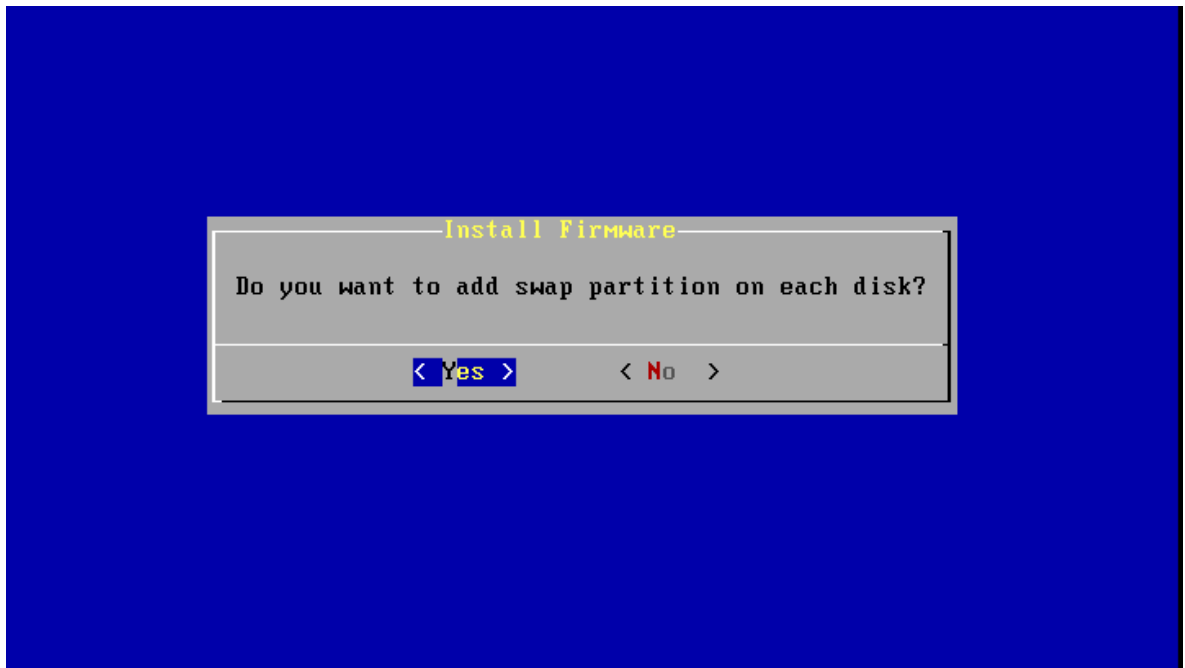 Install Firmware
Do you want to add swap partition on each disk?
< Yes > < No >